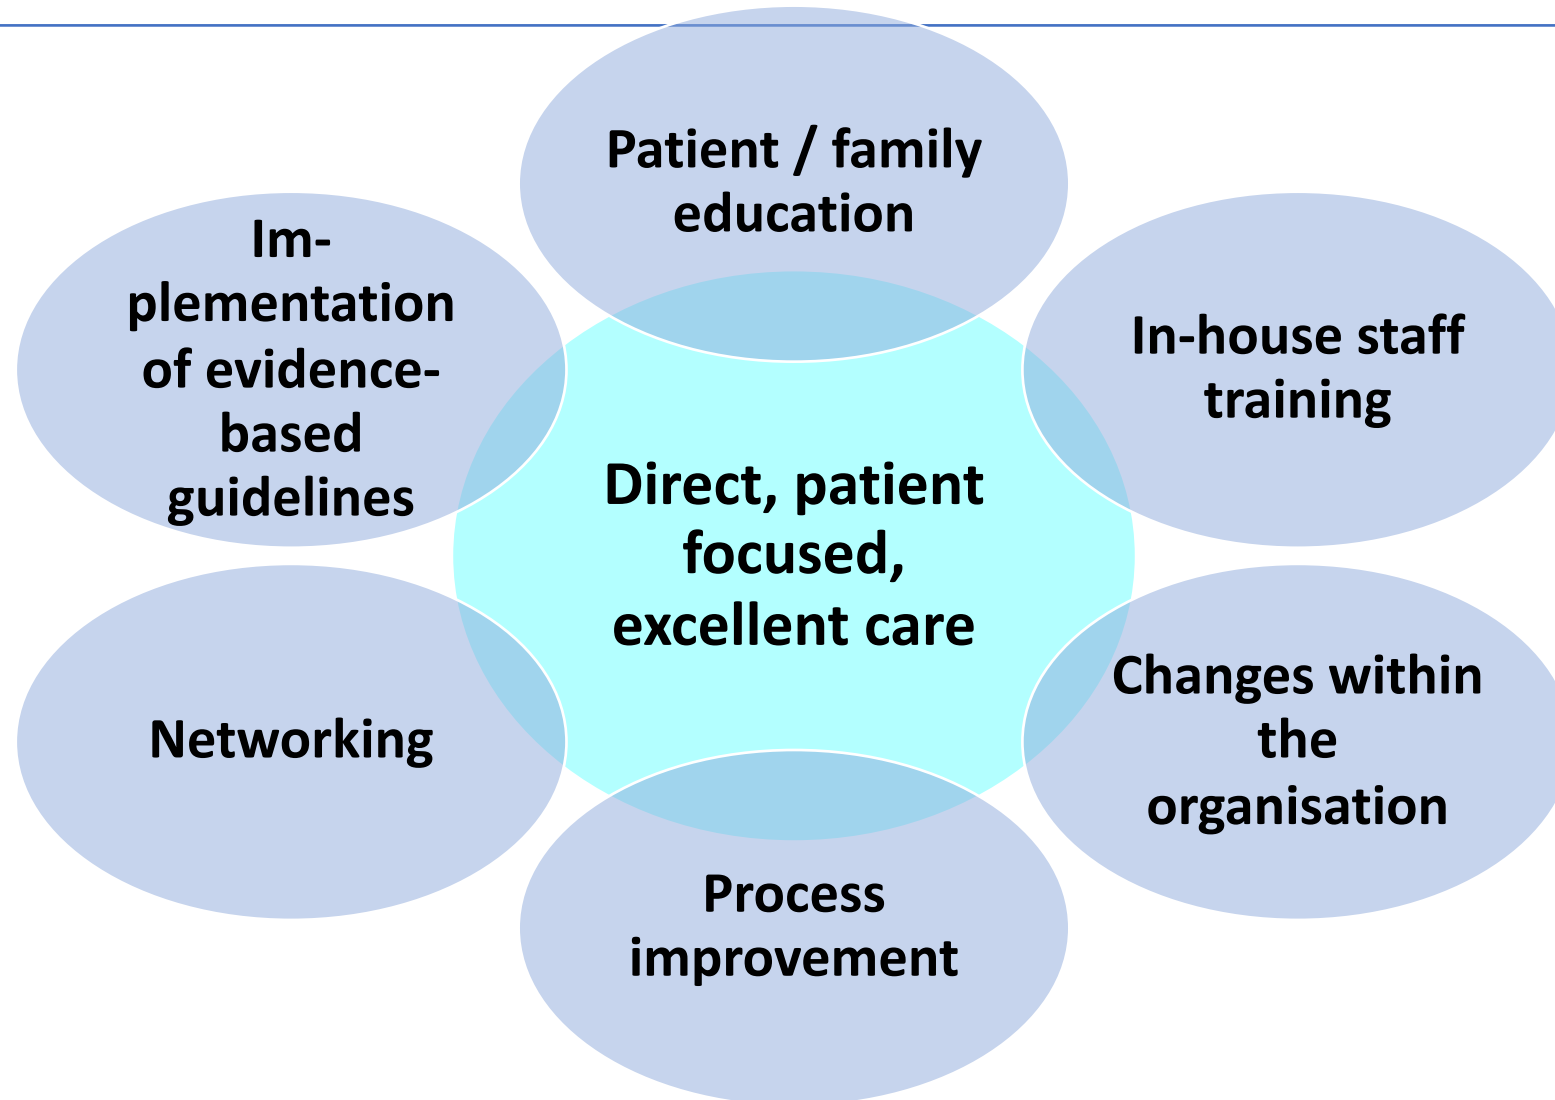 Patient / family
education
Im-
plementation
of evidence-
based
guidelines
In-house staff
training
Direct, patient
focused,
excellent care
Networking
Changes within
the
organisation
Process
improvement